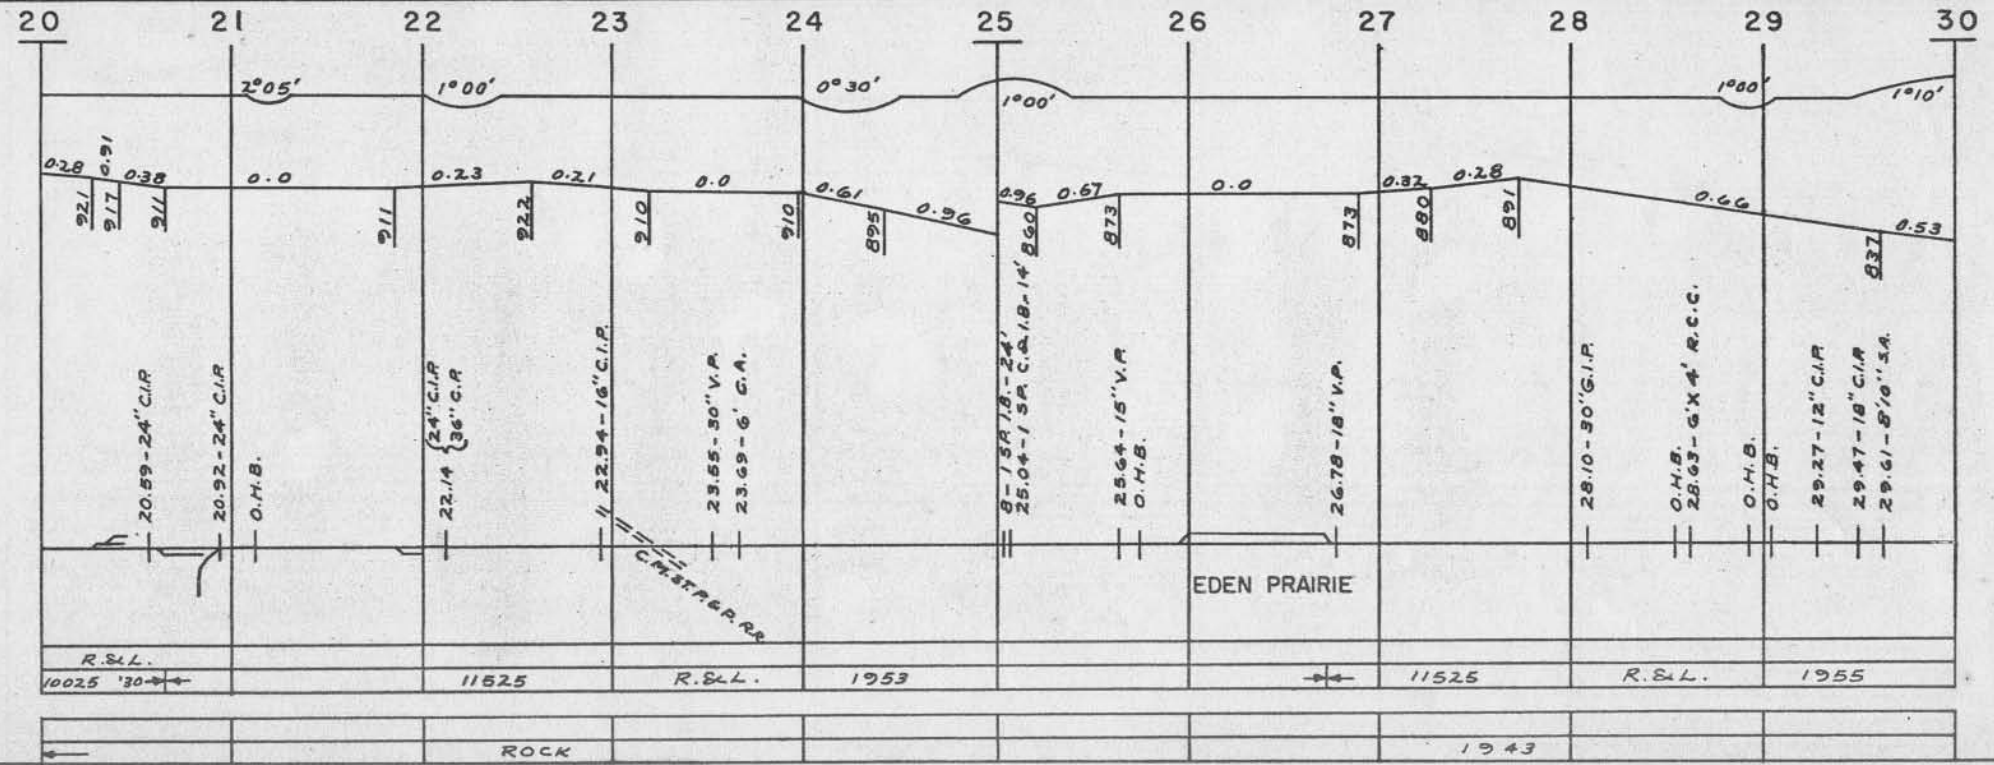 20 21 22 23 24 25 26 27 28 29 30
2°05' 1°00' 0°30' 1°00' 1°00' 1°10'
0.28 0.91 0.38 0.0 0.23 0.21 0.0 0.61 0.96 0.96 0.67 0.0 0.32 0.28 0.66 0.53
921 917 911 911 922 910 910 895 860 873 873 880 891 837
20.59-24" C.I.P.
20.92-24" C.I.P.
O.H.B.
22.14 {24" C.I.P.
{36" C.P.
22.94-16" C.I.P.
23.55-30" V.P.
23.69-6' C.A.
8-1 SP. I.B.-24'
25.04-1 SP. C.D.I.B-14'
25.64-15" V.P.
O.H.B.
26.78-18" V.P.
28.10-30" G.I.P.
O.H.B.
28.63-6'X4' R.C.C.
O.H.B.
O.H.B.
29.27-12" C.I.P.
29.47-18" C.I.P.
29.61-8'10" S.A.
C.M.ST.P.&P. R.R.
EDEN PRAIRIE
R.&L.
10025 '30 11525 R.&L. 1953 11525 R.&L. 1955
ROCK 1943